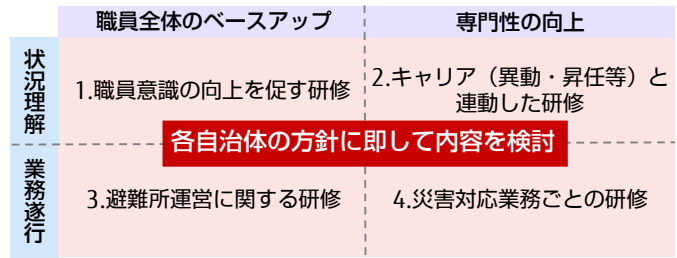 職員全体のベースアップ
専門性の向上
状況理解
1.職員意識の向上を促す研修
2.キャリア（異動・昇任等）と
連動した研修
各自治体の方針に即して内容を検討
業務遂行
3.避難所運営に関する研修
4.災害対応業務ごとの研修